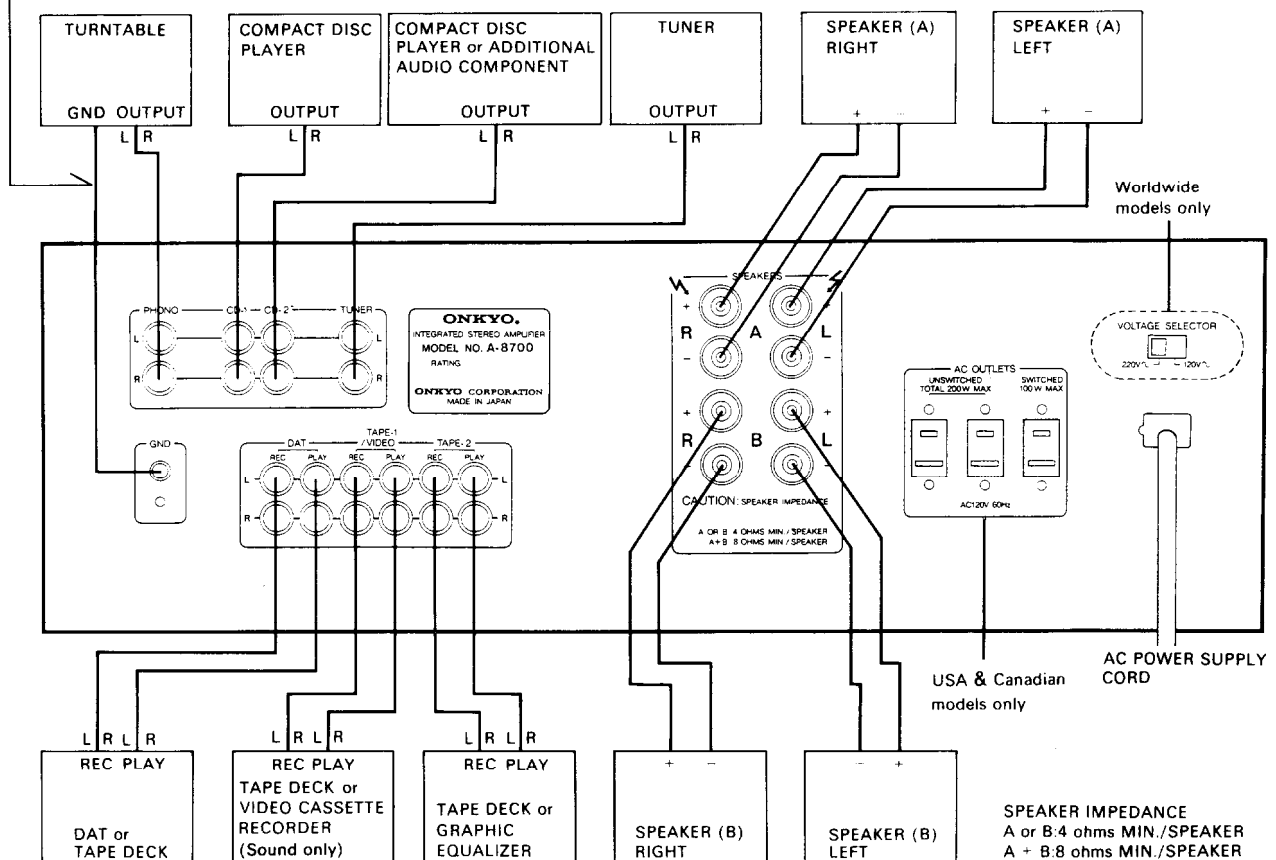 TURNTABLE
GND OUTPUT
L R
COMPACT DISC
PLAYER
OUTPUT
L R
COMPACT DISC
PLAYER or ADDITIONAL
AUDIO COMPONENT
OUTPUT
L R
TUNER
OUTPUT
L R
SPEAKER (A)
RIGHT
+ −
SPEAKER (A)
LEFT
+ −
Worldwide
models only
PHONO CD-1 CD-2 TUNER
L L
R R
ONKYO.
INTEGRATED STEREO AMPLIFIER
MODEL NO. A-8700
RATING
ONKYO CORPORATION
MADE IN JAPAN
SPEAKERS
+ +
R A L
− −
+ +
R B L
− −
CAUTION: SPEAKER IMPEDANCE
A OR B 4 OHMS MIN./SPEAKER
A+B 8 OHMS MIN./SPEAKER
VOLTAGE SELECTOR
220V∿ 120V∿
AC OUTLETS
UNSWITCHED
TOTAL 200W MAX
SWITCHED
100W MAX
AC120V 60Hz
GND
DAT
TAPE-1
/VIDEO
TAPE-2
REC PLAY REC PLAY REC PLAY
L L
R R
USA & Canadian
models only
AC POWER SUPPLY
CORD
L R L R
REC PLAY
DAT or
TAPE DECK
L R L R
REC PLAY
TAPE DECK or
VIDEO CASSETTE
RECORDER
(Sound only)
L R L R
REC PLAY
TAPE DECK or
GRAPHIC
EQUALIZER
+ −
SPEAKER (B)
RIGHT
− +
SPEAKER (B)
LEFT
SPEAKER IMPEDANCE
A or B:4 ohms MIN./SPEAKER
A + B:8 ohms MIN./SPEAKER